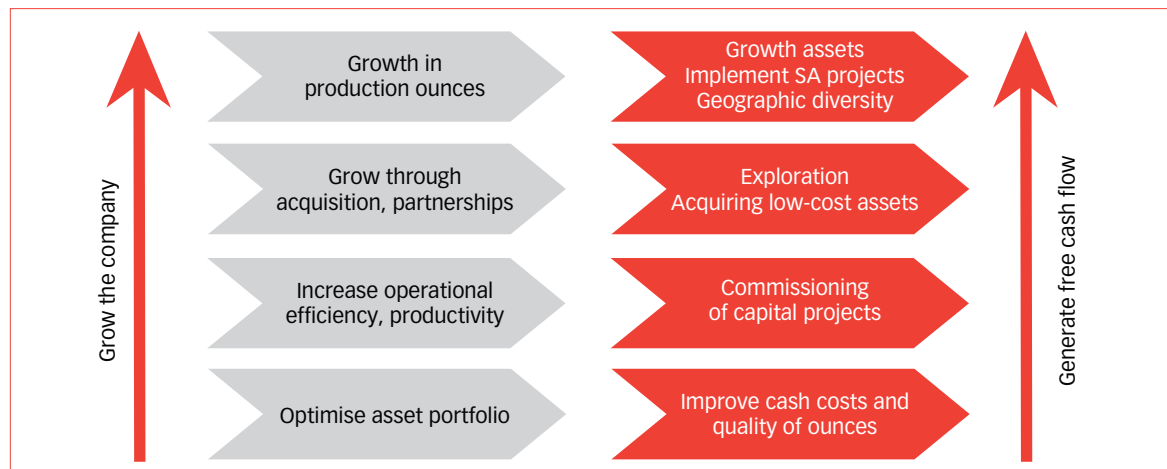 Grow the company
Growth in
production ounces
Growth assets
Implement SA projects
Geographic diversity
Grow through
acquisition, partnerships
Exploration
Acquiring low-cost assets
Increase operational
efficiency, productivity
Commissioning
of capital projects
Optimise asset portfolio
Improve cash costs and
quality of ounces
Generate free cash flow